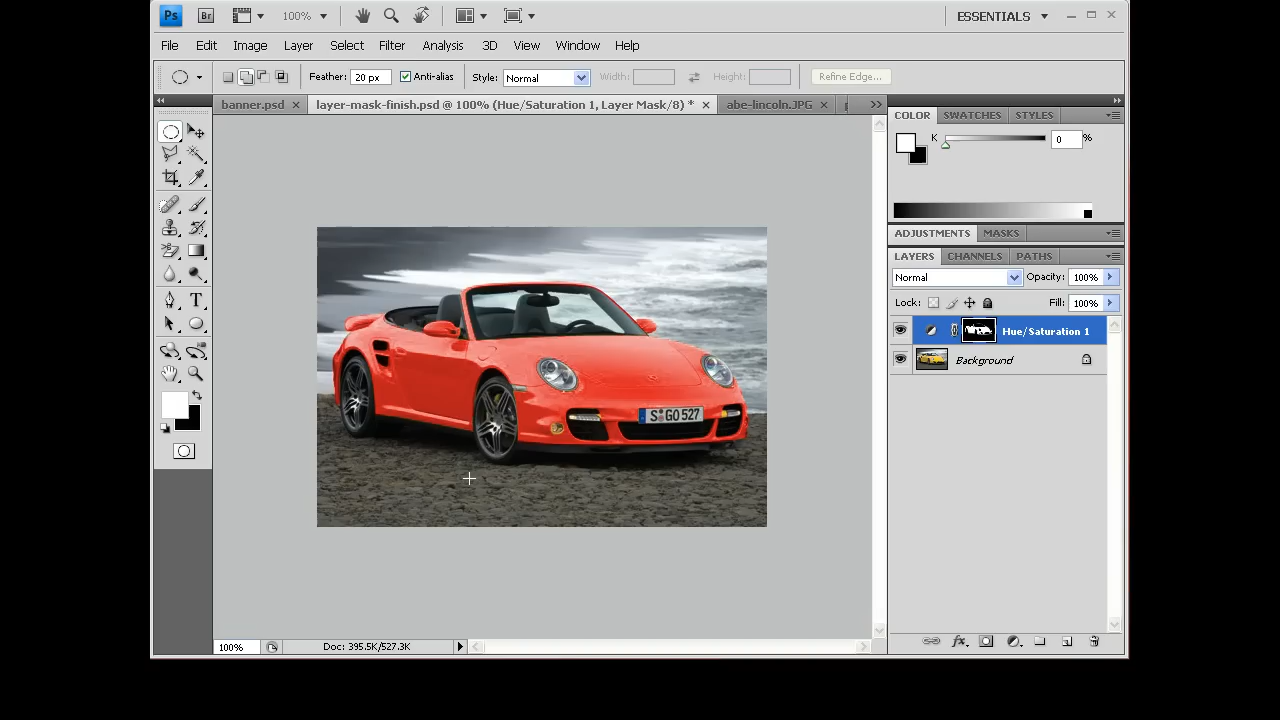 Ps Br 100% ESSENTIALS
File Edit Image Layer Select Filter Analysis 3D View Window Help
Feather: 20 px Anti-alias Style: Normal Width: Height: Refine Edge...
banner.psd × layer-mask-finish.psd @ 100% (Hue/Saturation 1, Layer Mask/8) * × abe-lincoln.JPG ×
COLOR SWATCHES STYLES
K 0 %
ADJUSTMENTS MASKS
LAYERS CHANNELS PATHS
Normal Opacity: 100%
Lock: Fill: 100%
Hue/Saturation 1
Background
S GO 527
T
fx
100% Doc: 395.5K/527.3K